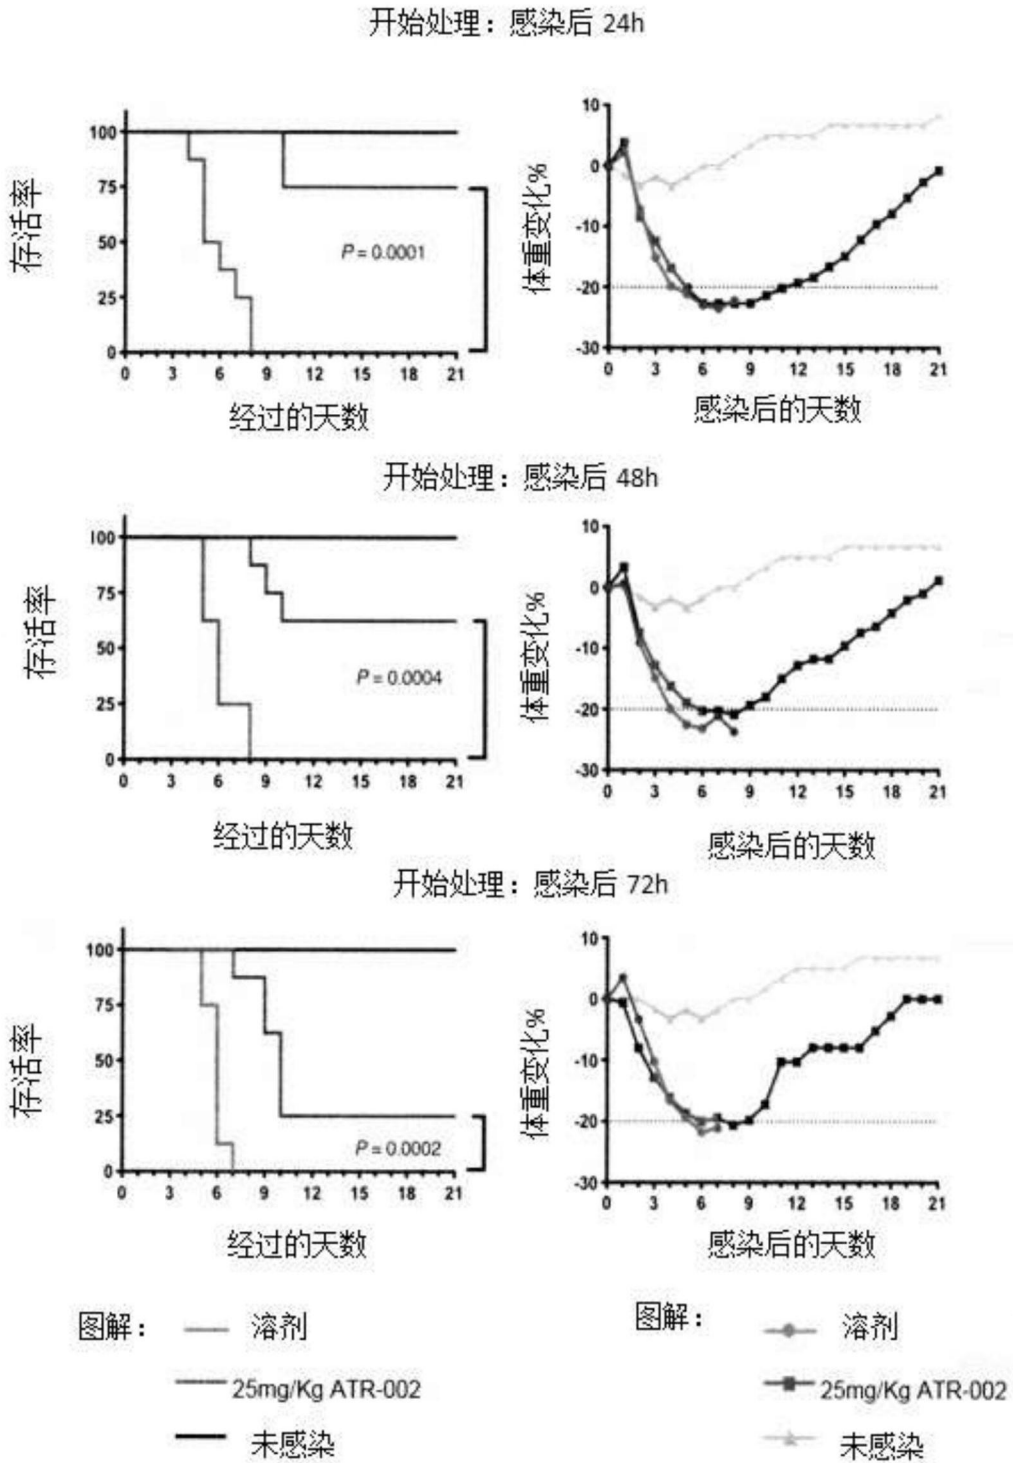 开始处理：感染后 24h
存活率
100
75
50
25
0
P = 0.0001
0 3 6 9 12 15 18 21
经过的天数
体重变化%
10
0
-10
-20
-30
0 3 6 9 12 15 18 21
感染后的天数
开始处理：感染后 48h
存活率
100
75
50
25
0
P = 0.0004
0 3 6 9 12 15 18 21
经过的天数
体重变化%
10
0
-10
-20
-30
0 3 6 9 12 15 18 21
感染后的天数
开始处理：感染后 72h
存活率
100
75
50
25
0
P = 0.0002
0 3 6 9 12 15 18 21
经过的天数
体重变化%
10
0
-10
-20
-30
0 3 6 9 12 15 18 21
感染后的天数
图解：
溶剂
25mg/Kg ATR-002
未感染
图解：
溶剂
25mg/Kg ATR-002
未感染